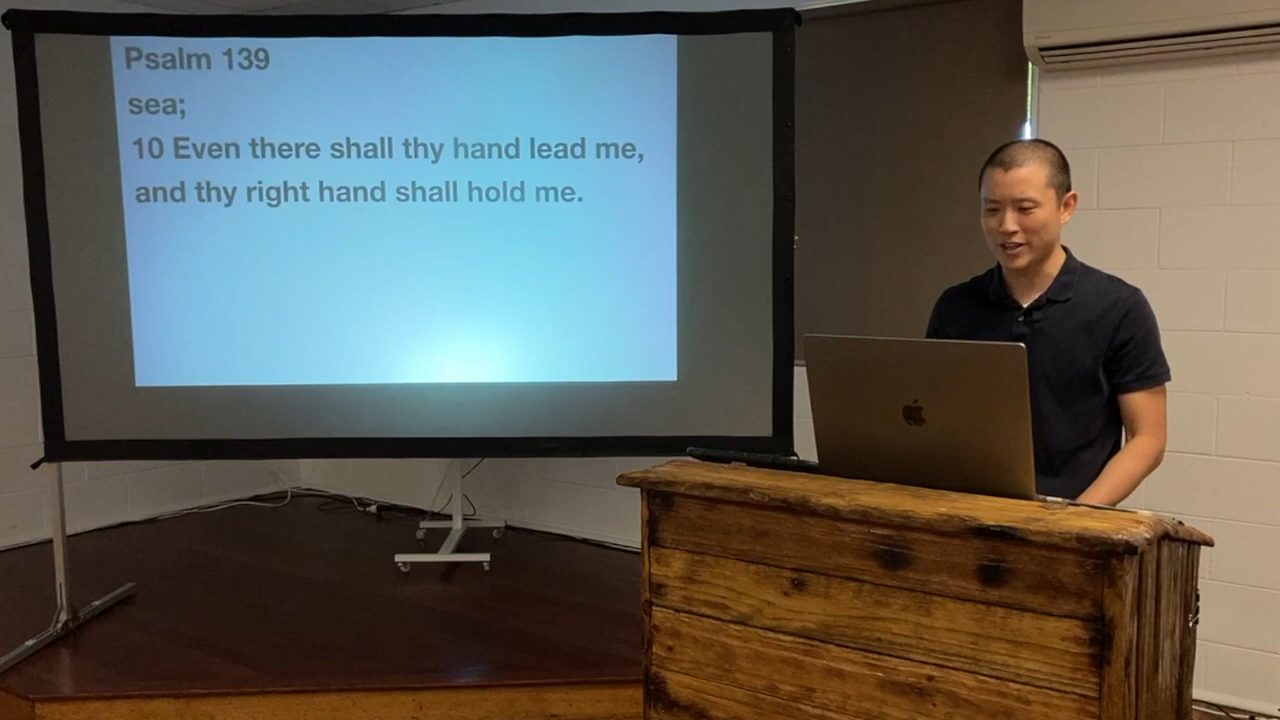 Psalm 139
sea;
10 Even there shall thy hand lead me,
and thy right hand shall hold me.